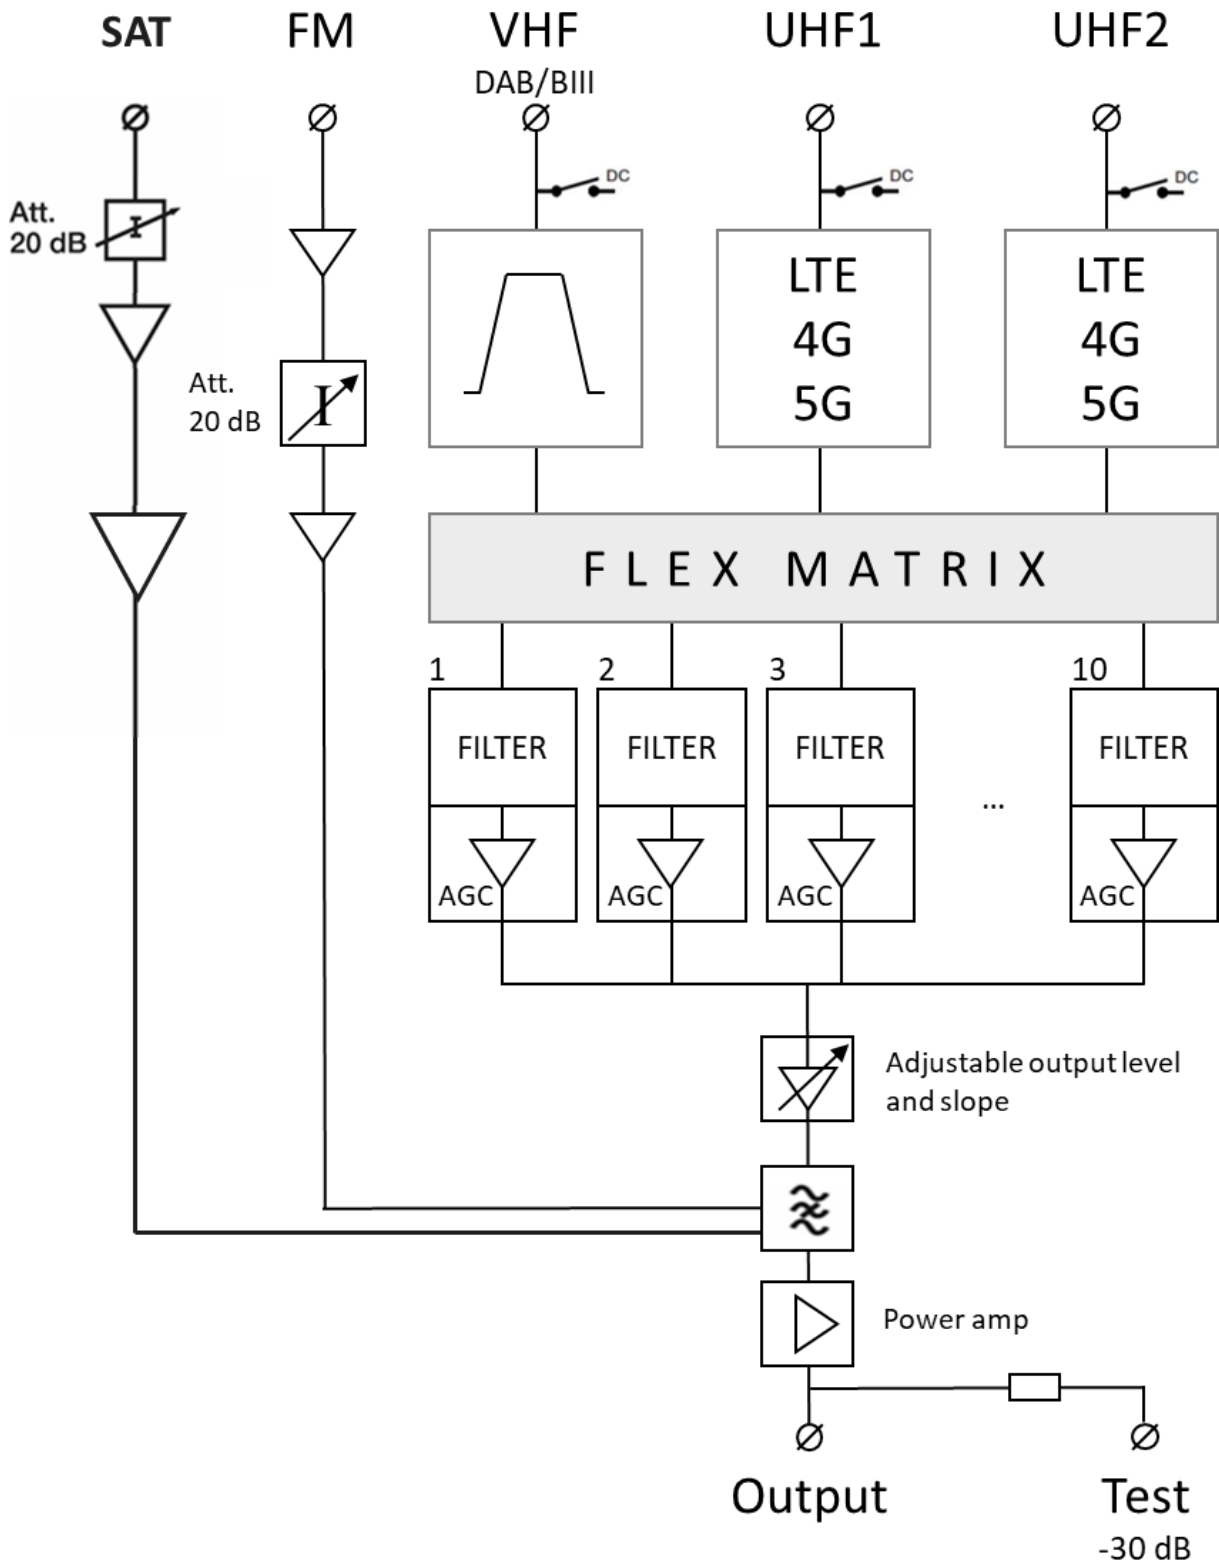 SAT
FM
VHF
UHF1
UHF2
DAB/BIII
DC
DC
DC
Att.
20 dB
I
Att.
20 dB
I
LTE
4G
5G
LTE
4G
5G
FLEX MATRIX
1
2
3
10
FILTER
FILTER
FILTER
FILTER
...
AGC
AGC
AGC
AGC
Adjustable output level
and slope
Power amp
Output
Test
-30 dB